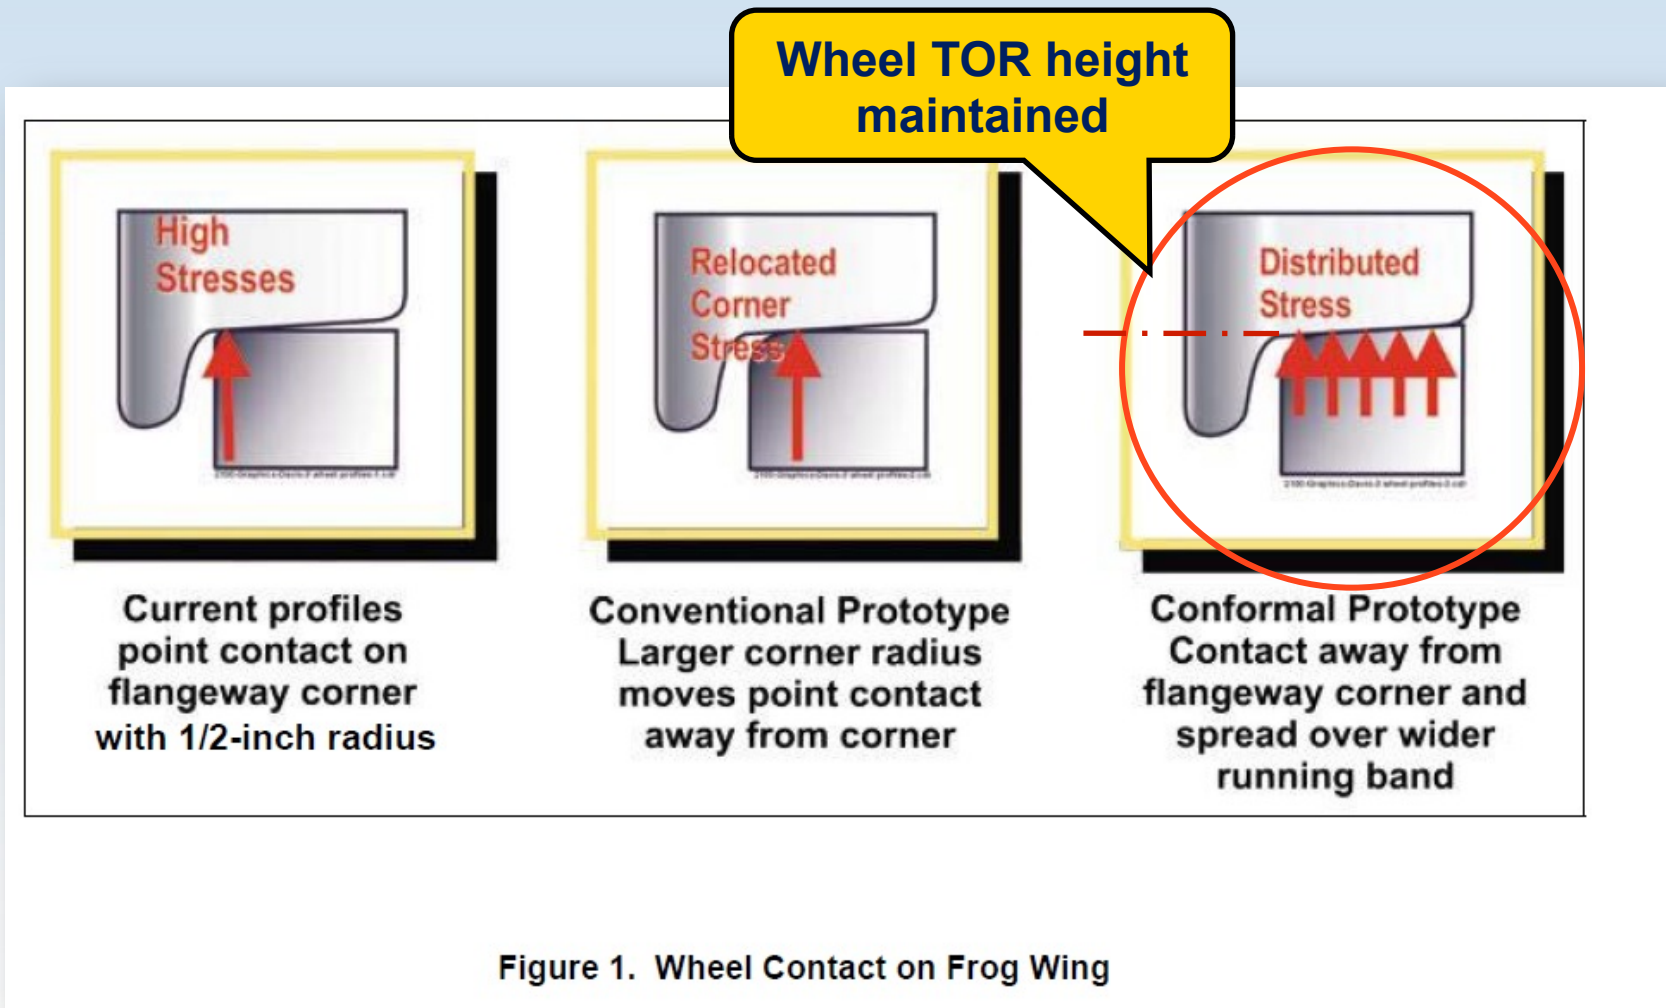 Wheel TOR height
maintained
High
Stresses
Relocated
Corner
Stress
Distributed
Stress
Current profiles
point contact on
flangeway corner
with 1/2-inch radius
Conventional Prototype
Larger corner radius
moves point contact
away from corner
Conformal Prototype
Contact away from
flangeway corner and
spread over wider
running band
Figure 1. Wheel Contact on Frog Wing